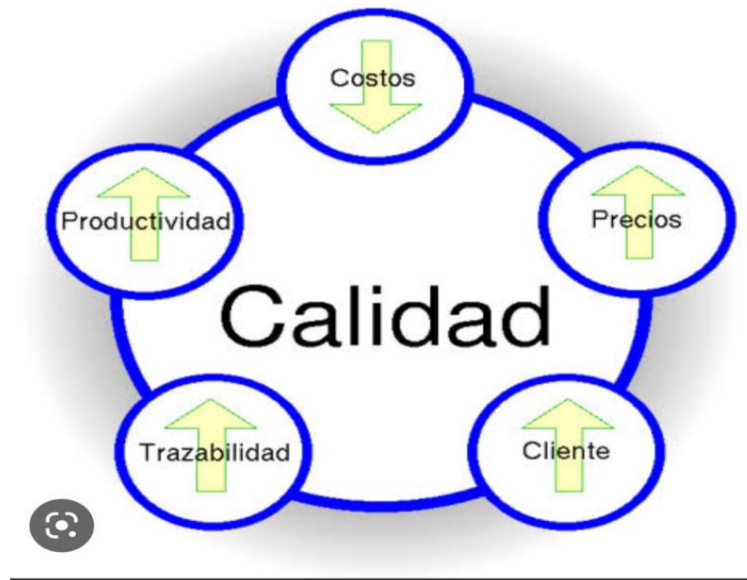 Costos
Productividad
Precios
Calidad
Trazabilidad
Cliente